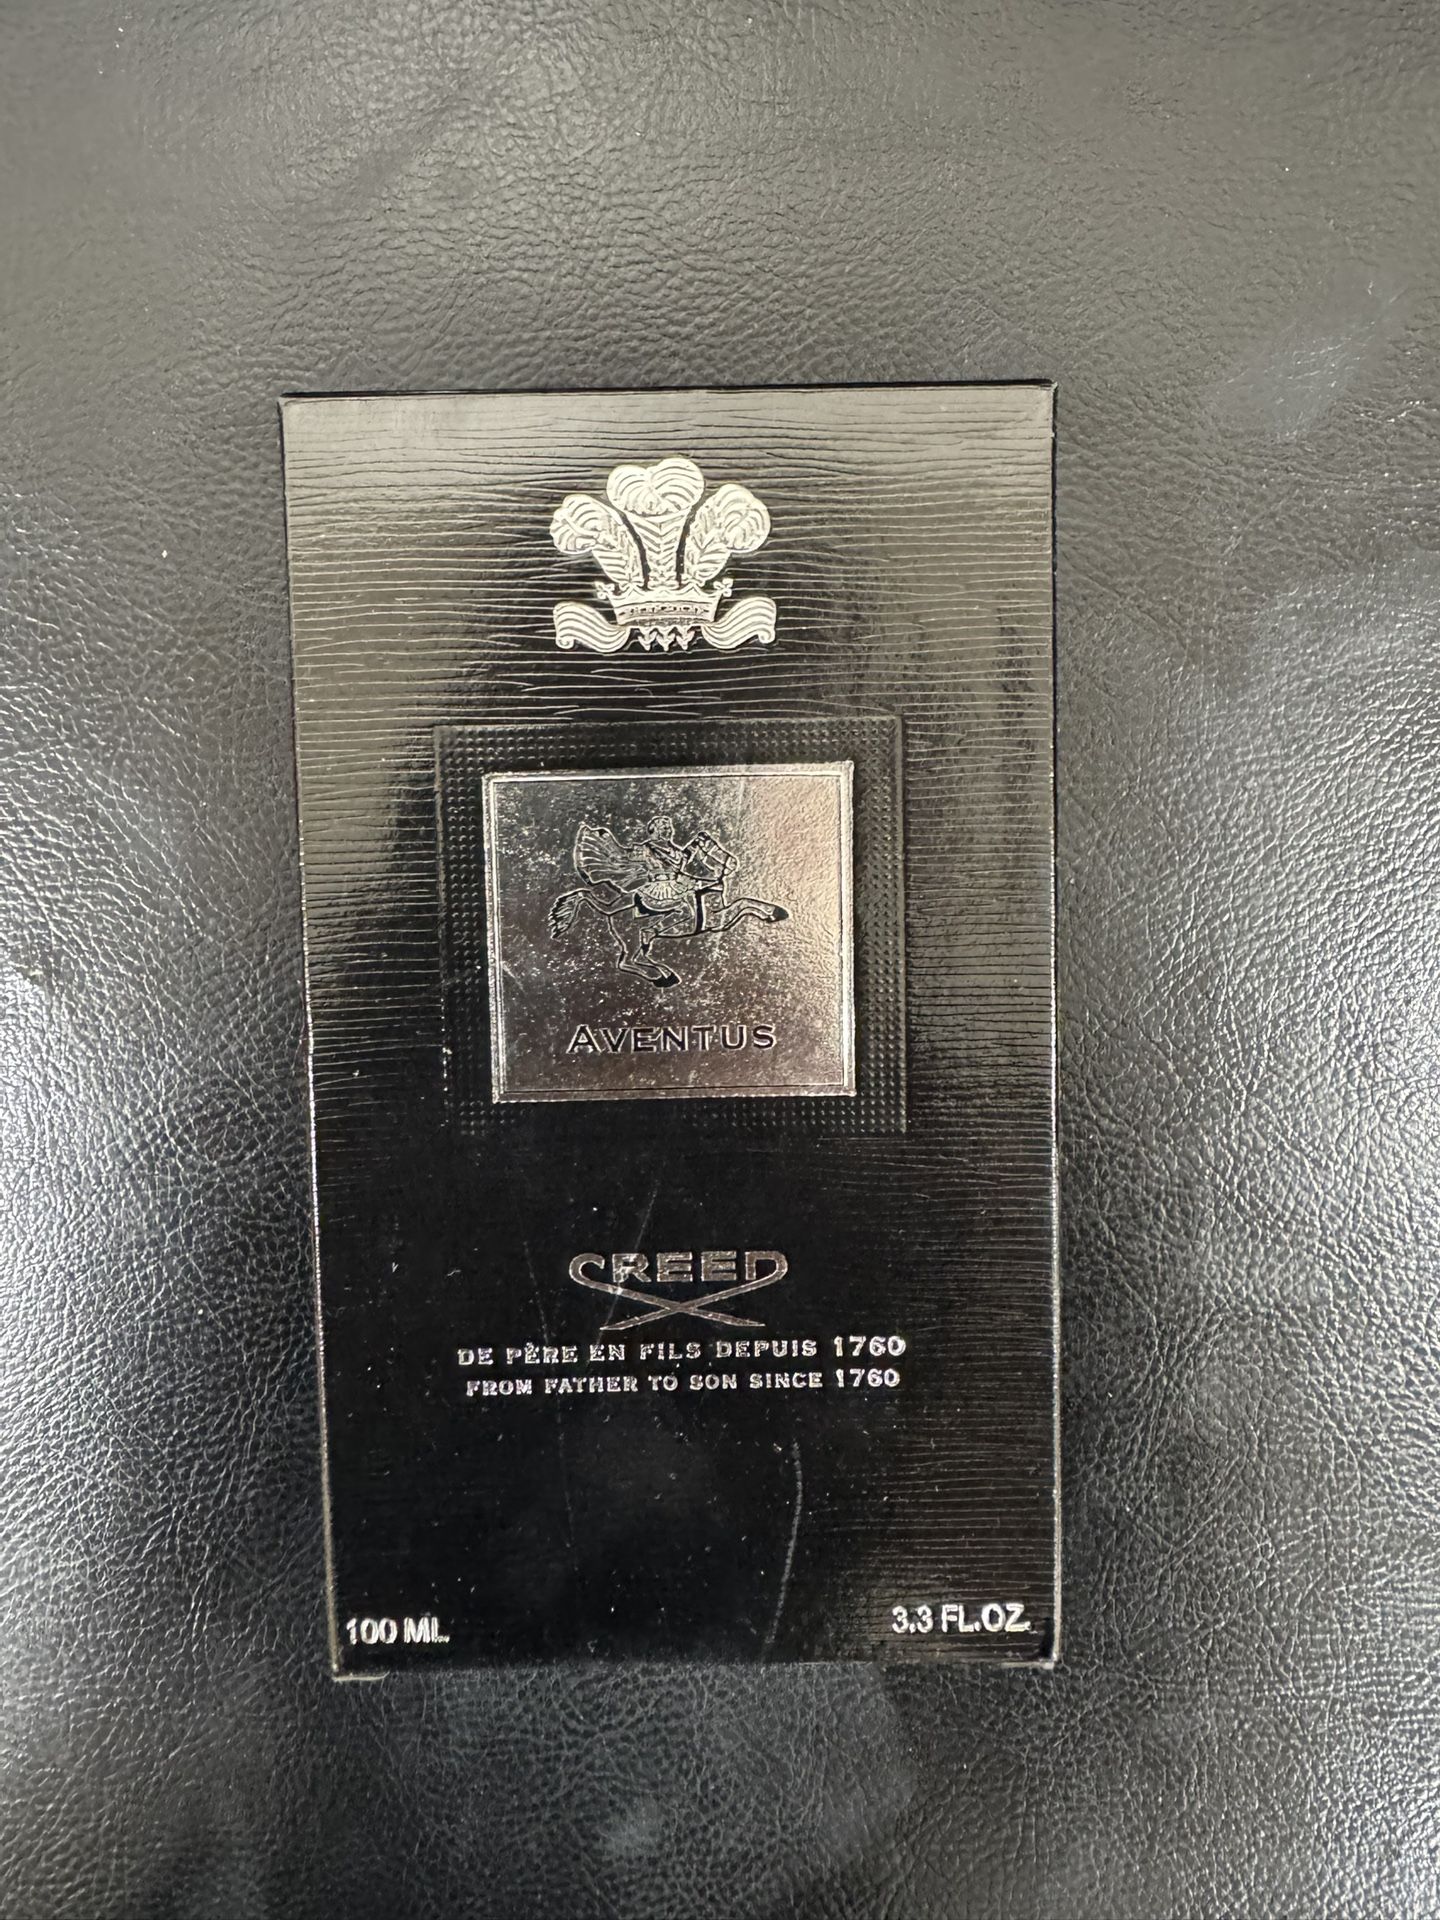 AVENTUS
CREED
DE PÈRE EN FILS DEPUIS 1760
FROM FATHER TO SON SINCE 1760
100 ML.
3.3 FL.OZ.